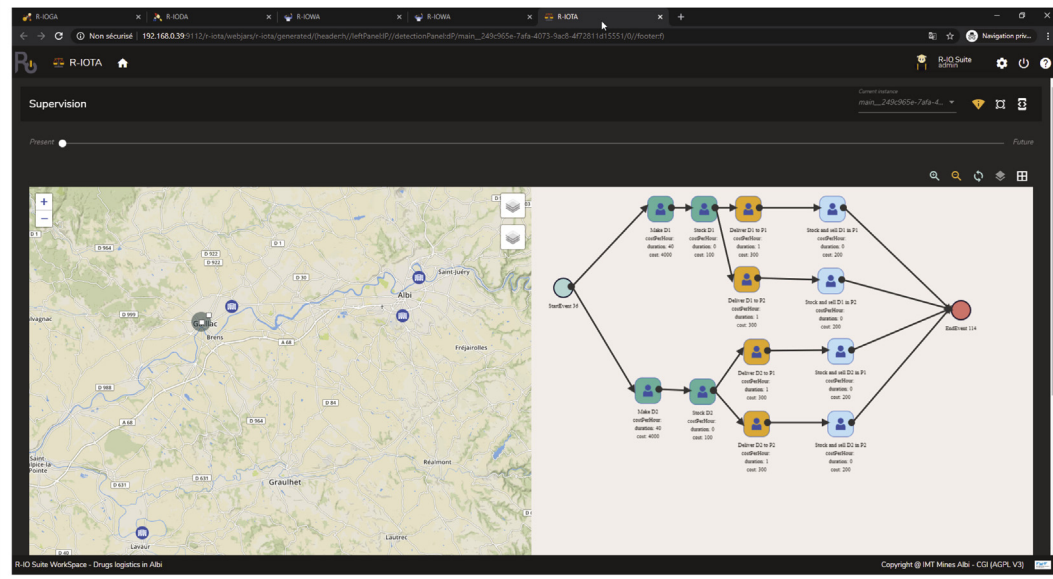 R-IOGA
R-IODA
R-IOWA
R-IOWA
R-IOTA
Non sécurisé | 192.168.0.39:9112/r-iota/webjars/r-iota/generated/(header:h//leftPanel:lP//detectionPanel:dP/main__249c965e-7afa-4073-9ac8-4f72811d15551/0//footer:f)
Navigation priv...
R-IOTA
R-IO Suite
admin
Supervision
Current instance
main__249c965e-7afa-4...
Present
Future
D 1
D 964
D 1
D 922
D 922
D 30
Saint-Juéry
Albi
D 999
Gaillac
Brens
A 68
Fréjairolles
D 988
D 84
A 68
D 964
Saint
Pointe
D 631
D 631
Graulhet
Réalmont
Lautrec
Lavaur
D 40
StartEvent 36
Make D1
costPerHour:
duration: 40
cost: 4000
Stock D1
costPerHour:
duration: 0
cost: 100
Deliver D1 to P1
costPerHour:
duration: 1
cost: 300
Stock and sell D1 in P1
costPerHour:
duration: 0
cost: 200
Deliver D1 to P2
costPerHour:
duration: 1
cost: 300
Stock and sell D1 in P2
costPerHour:
duration: 0
cost: 200
EndEvent 114
Make D2
costPerHour:
duration: 40
cost: 4000
Stock D2
costPerHour:
duration: 0
cost: 100
Deliver D2 to P1
costPerHour:
duration: 1
cost: 300
Stock and sell D2 in P1
costPerHour:
duration: 0
cost: 200
Deliver D2 to P2
costPerHour:
duration: 1
cost: 300
Stock and sell D2 in P2
costPerHour:
duration: 0
cost: 200
R-IO Suite WorkSpace - Drugs logistics in Albi
Copyright @ IMT Mines Albi - CGI (AGPL V3)